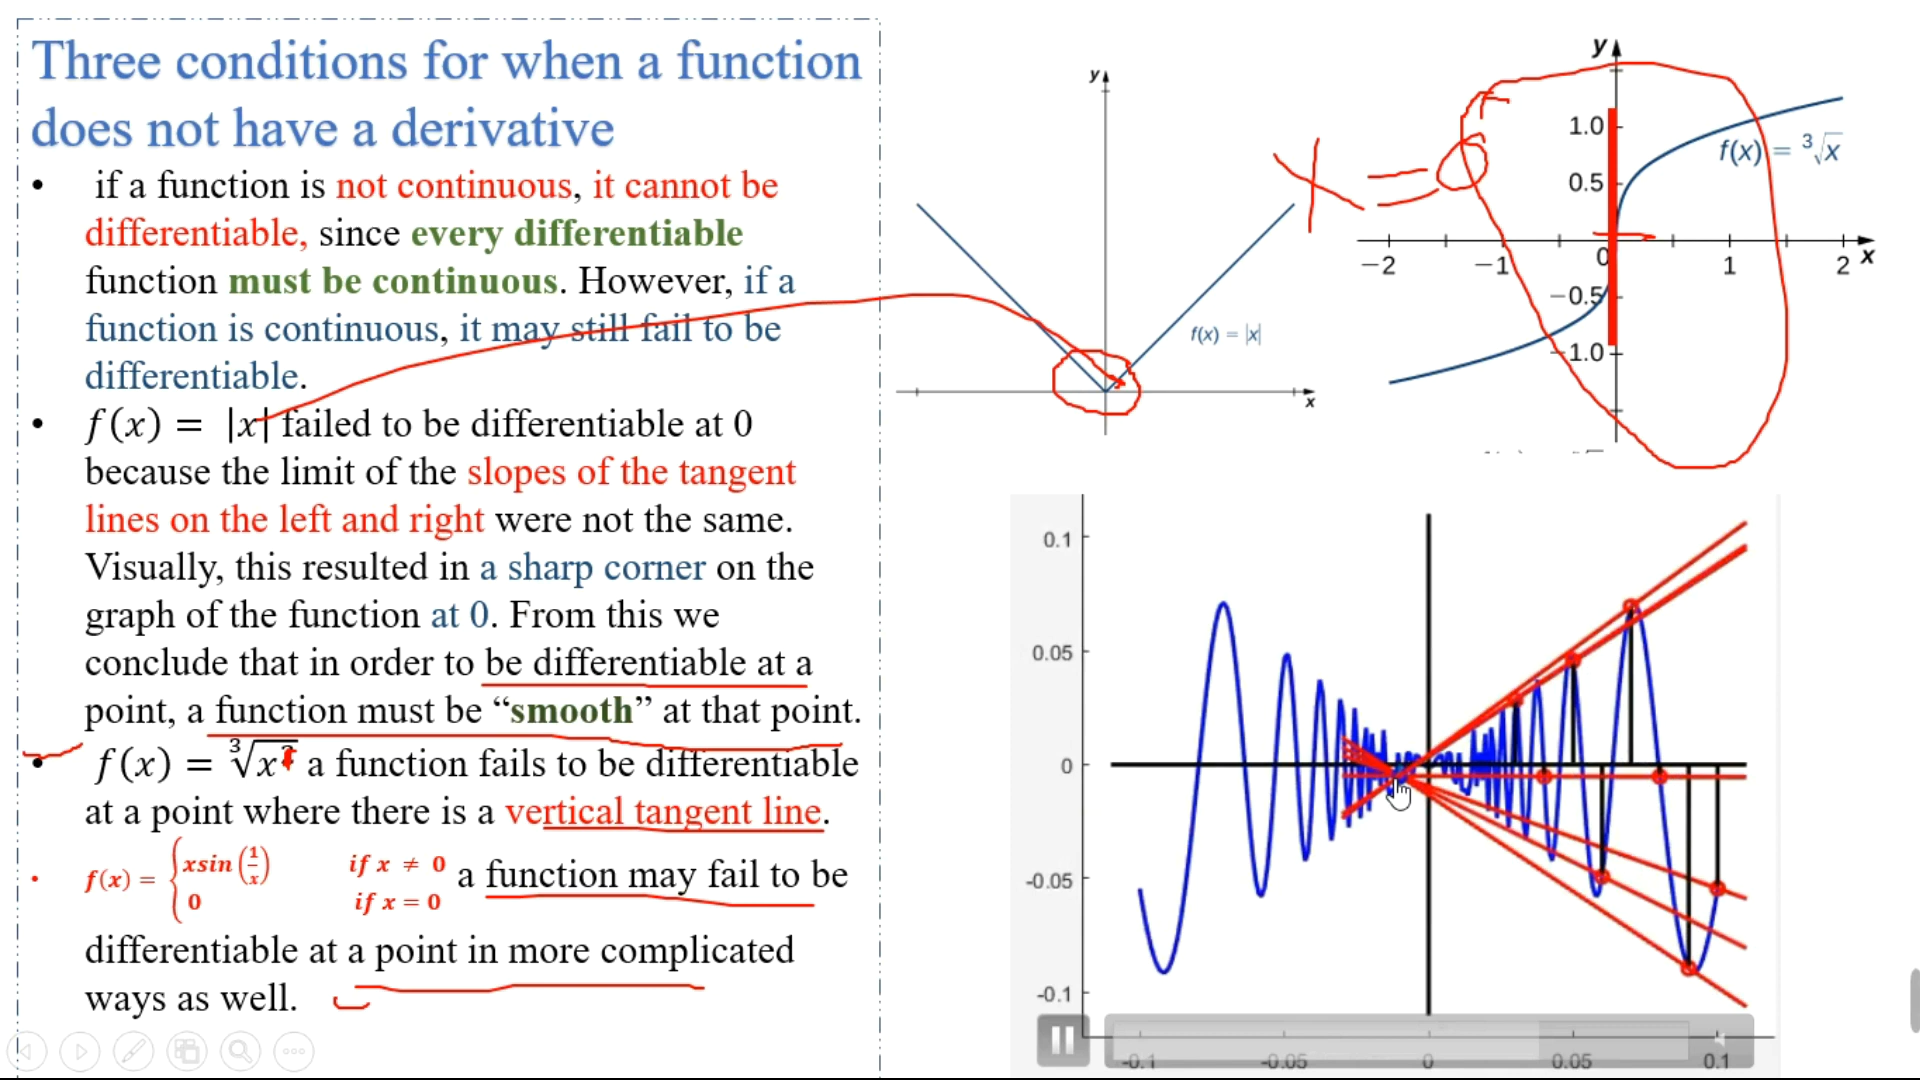 Three conditions for when a function
does not have a derivative
• if a function is not continuous, it cannot be
differentiable, since every differentiable
function must be continuous. However, if a
function is continuous, it may still fail to be
differentiable.
• f(x) = |x| failed to be differentiable at 0
because the limit of the slopes of the tangent
lines on the left and right were not the same.
Visually, this resulted in a sharp corner on the
graph of the function at 0. From this we
conclude that in order to be differentiable at a
point, a function must be “smooth” at that point.
• f(x) = ∛x a function fails to be differentiable
at a point where there is a vertical tangent line.
• f(x) = { xsin(1/x) if x ≠ 0 a function may fail to be
0 if x = 0
differentiable at a point in more complicated
ways as well.
y
f(x) = |x|
x
y
1.0
f(x) = ∛x
0.5
−2 −1 0 1 2 x
−0.5
1.0
0.1
0.05
0
-0.05
-0.1
-0.1 -0.05 0 0.05 0.1